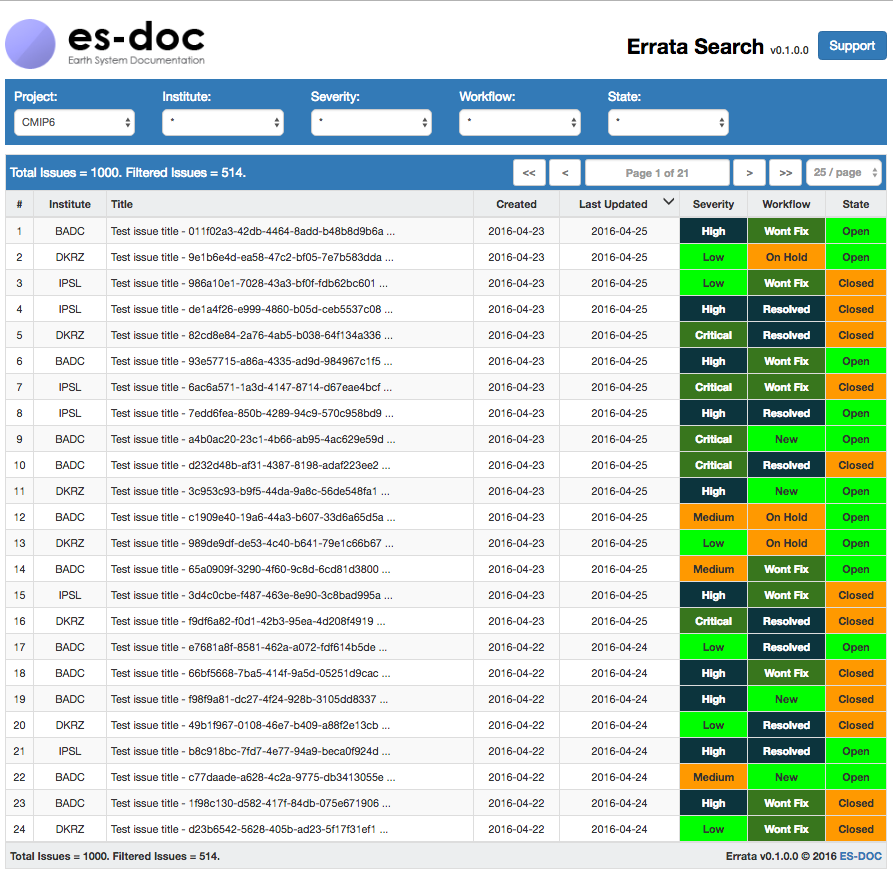 es-doc
Earth System Documentation
Errata Search v0.1.0.0 Support
Project: Institute: Severity: Workflow: State:
CMIP6 * * * *
Total Issues = 1000. Filtered Issues = 514. << < Page 1 of 21 > >> 25 / page
# Institute Title Created Last Updated Severity Workflow State
1 BADC Test issue title - 011f02a3-42db-4464-8add-b48b8d9b6a ... 2016-04-23 2016-04-25 High Wont Fix Open
2 DKRZ Test issue title - 9e1b6e4d-ea58-47c2-bf05-7e7b583dda ... 2016-04-23 2016-04-25 Low On Hold Open
3 IPSL Test issue title - 986a10e1-7028-43a3-bf0f-fdb62bc601 ... 2016-04-23 2016-04-25 Low Wont Fix Closed
4 IPSL Test issue title - de1a4f26-e999-4860-b05d-ceb5537c08 ... 2016-04-23 2016-04-25 High Resolved Closed
5 DKRZ Test issue title - 82cd8e84-2a76-4ab5-b038-64f134a336 ... 2016-04-23 2016-04-25 Critical Resolved Closed
6 BADC Test issue title - 93e57715-a86a-4335-ad9d-984967c1f5 ... 2016-04-23 2016-04-25 High Wont Fix Open
7 IPSL Test issue title - 6ac6a571-1a3d-4147-8714-d67eae4bcf ... 2016-04-23 2016-04-25 Critical Wont Fix Closed
8 IPSL Test issue title - 7edd6fea-850b-4289-94c9-570c958bd9 ... 2016-04-23 2016-04-25 High Resolved Open
9 BADC Test issue title - a4b0ac20-23c1-4b66-ab95-4ac629e59d ... 2016-04-23 2016-04-25 Critical New Open
10 BADC Test issue title - d232d48b-af31-4387-8198-adaf223ee2 ... 2016-04-23 2016-04-25 Critical Resolved Closed
11 DKRZ Test issue title - 3c953c93-b9f5-44da-9a8c-56de548fa1 ... 2016-04-23 2016-04-25 High New Open
12 BADC Test issue title - c1909e40-19a6-44a3-b607-33d6a65d5a ... 2016-04-23 2016-04-25 Medium On Hold Open
13 DKRZ Test issue title - 989de9df-de53-4c40-b641-79e1c66b67 ... 2016-04-23 2016-04-25 Low On Hold Open
14 BADC Test issue title - 65a0909f-3290-4f60-9c8d-6cd81d3800 ... 2016-04-23 2016-04-25 Medium Wont Fix Open
15 IPSL Test issue title - 3d4c0cbe-f487-463e-8e90-3c8bad995a ... 2016-04-23 2016-04-25 High Wont Fix Closed
16 DKRZ Test issue title - f9df6a82-f0d1-42b3-95ea-4d208f4919 ... 2016-04-23 2016-04-25 Critical Resolved Closed
17 BADC Test issue title - e7681a8f-8581-462a-a072-fdf614b5de ... 2016-04-22 2016-04-25 Low Resolved Open
18 BADC Test issue title - 66bf5668-7ba5-414f-9a5d-05251d9cac ... 2016-04-22 2016-04-24 High Wont Fix Closed
19 BADC Test issue title - f98f9a81-dc27-4f24-928b-3105dd8337 ... 2016-04-22 2016-04-24 High New Closed
20 DKRZ Test issue title - 49b1f967-0108-46e7-b409-a88f2e13cb ... 2016-04-22 2016-04-24 Low Resolved Closed
21 IPSL Test issue title - b8c918bc-7fd7-4e77-94a9-beca0f924d ... 2016-04-22 2016-04-24 High Resolved Open
22 BADC Test issue title - c77daade-a628-4c2a-9775-db3413055e ... 2016-04-22 2016-04-24 Medium New Open
23 BADC Test issue title - 1f98c130-d582-417f-84db-075e671906 ... 2016-04-22 2016-04-24 High Wont Fix Closed
24 DKRZ Test issue title - d23b6542-5628-405b-ad23-5f17f31ef1 ... 2016-04-22 2016-04-24 Low Wont Fix Closed
Total Issues = 1000. Filtered Issues = 514. Errata v0.1.0.0 © 2016 ES-DOC